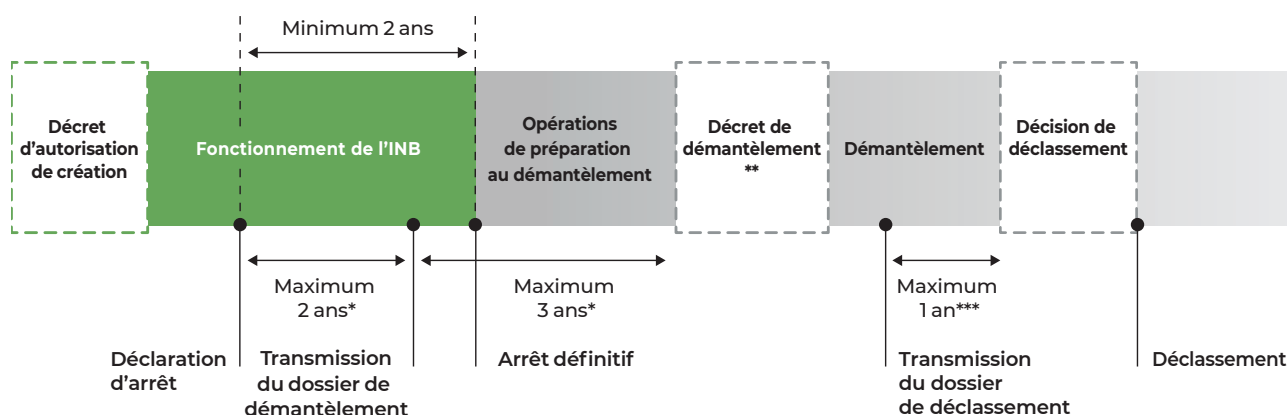 Minimum 2 ans
Décret
d'autorisation
de création
Fonctionnement de l'INB
Opérations
de préparation
au démantèlement
Décret de
démantèlement
**
Démantèlement
Décision de
déclassement
Maximum
2 ans*
Maximum
3 ans*
Maximum
1 an***
Déclaration
d'arrêt
Transmission
du dossier de
démantèlement
Arrêt définitif
Transmission
du dossier
de déclassement
Déclassement